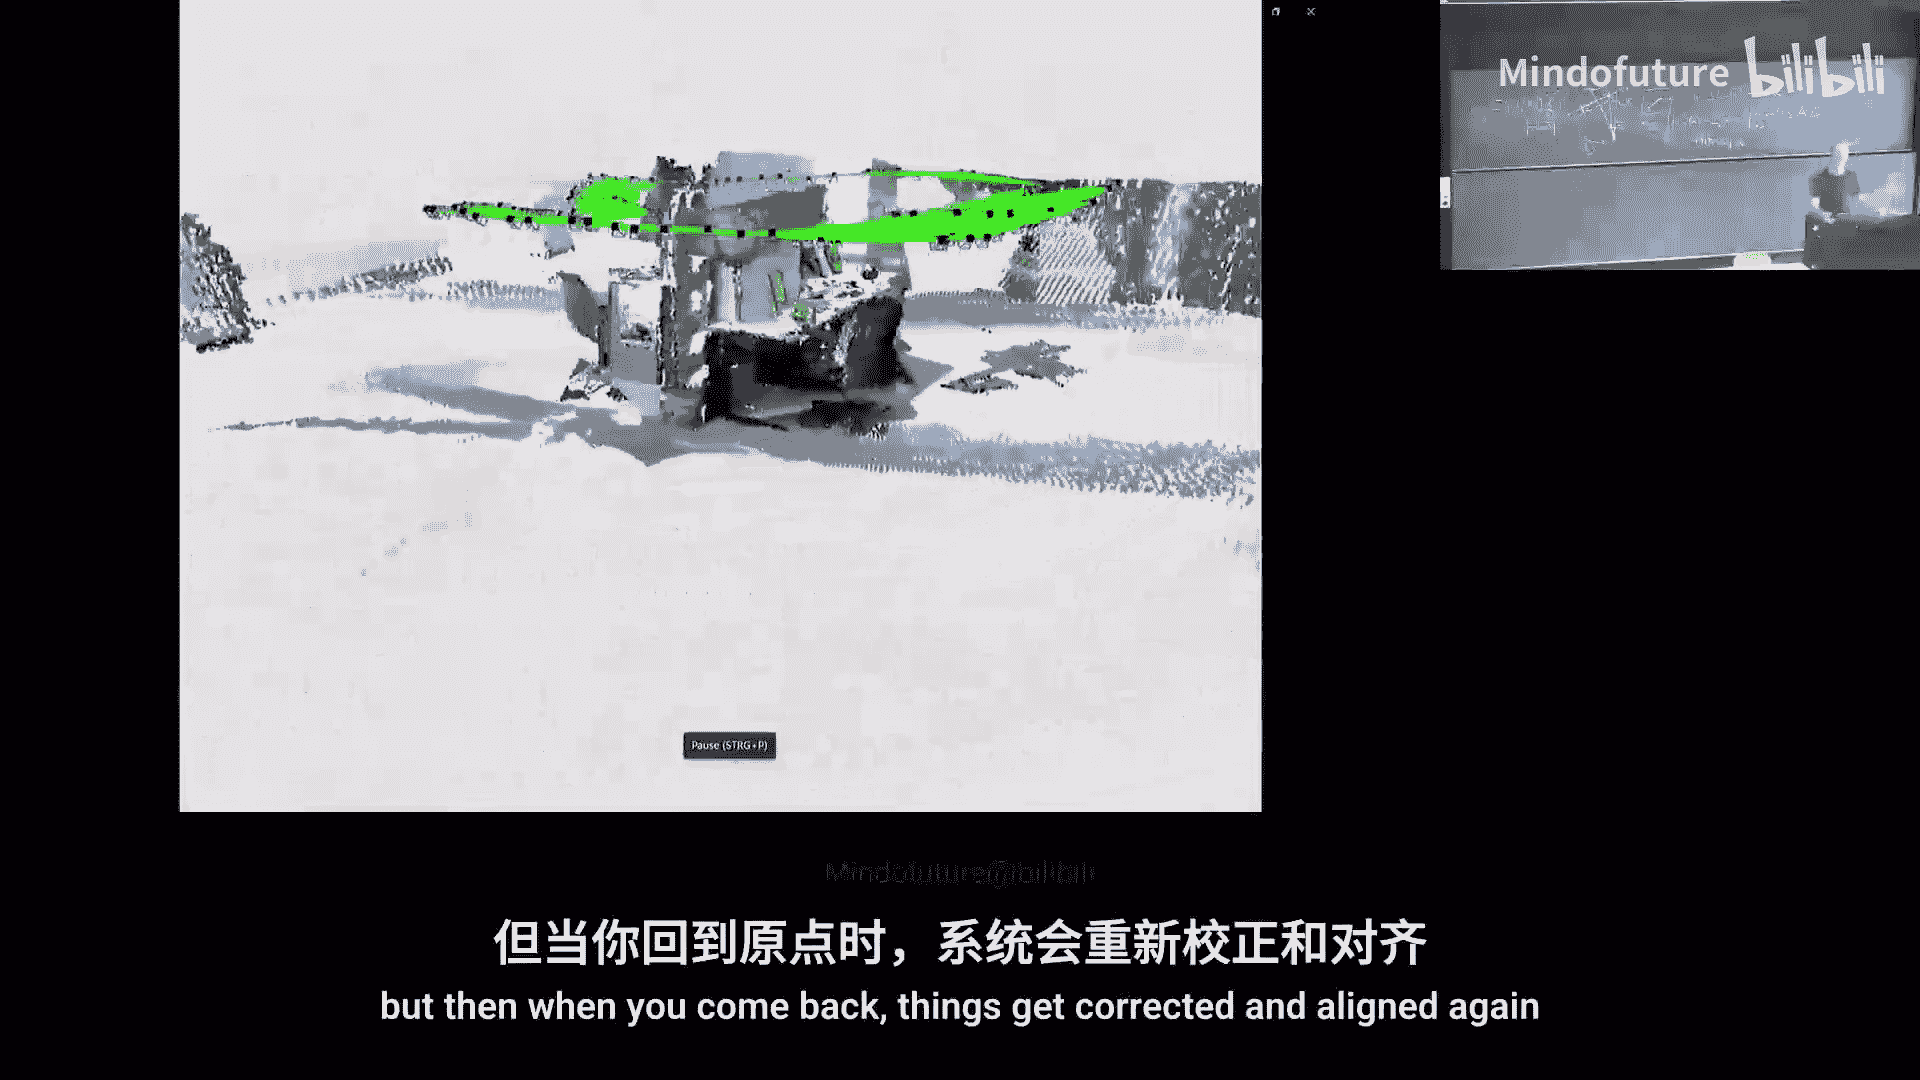 Mindofuture bilibili
Pause (STRG+P)
Mindofuture@bilibili
但当你回到原点时，系统会重新校正和对齐
but then when you come back, things get corrected and aligned again